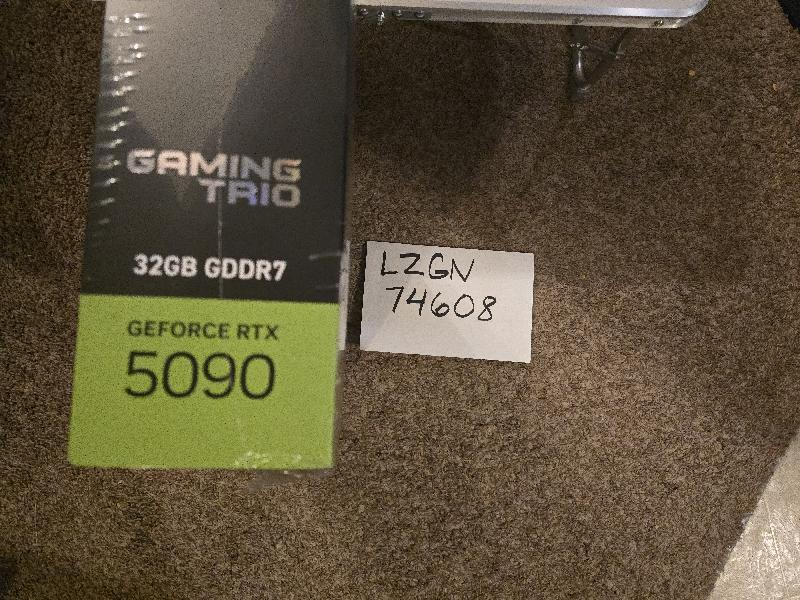 GAMING
TRIO
32GB GDDR7
GEFORCE RTX
5090
LZGN
74608